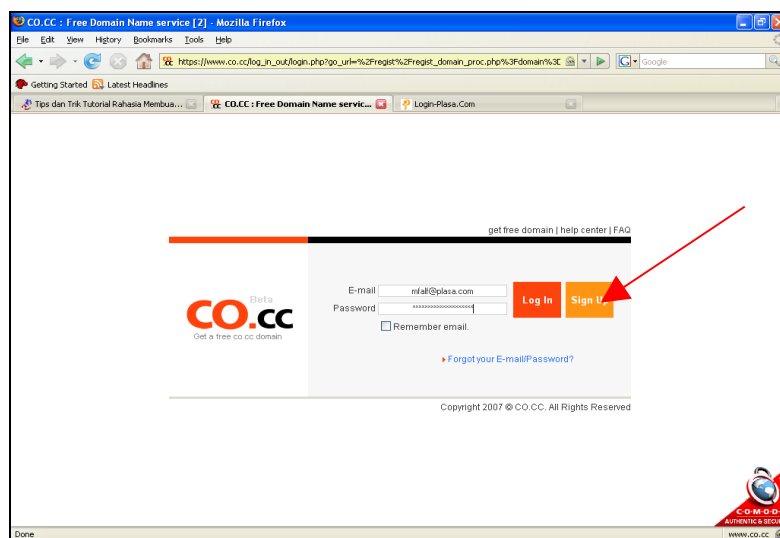 CO.CC : Free Domain Name service [2] - Mozilla Firefox
File Edit View History Bookmarks Tools Help
https://www.co.cc/log_in_out/login.php?go_url=%2Fregist%2Fregist_domain_proc.php%3Fdomain%3D Google
Getting Started Latest Headlines
Tips dan Trik Tutorial Rahasia Membua... CO.CC : Free Domain Name servic... Login-Plasa.Com
get free domain | help center | FAQ
E-mail mfalf@plasa.com
Password ********************
Log In Sign Up
Remember email.
Beta
CO.cc
Get a free co.cc domain
Forgot your E-mail/Password?
Copyright 2007 © CO.CC. All Rights Reserved
AUTHENTIC &
Done www.co.cc